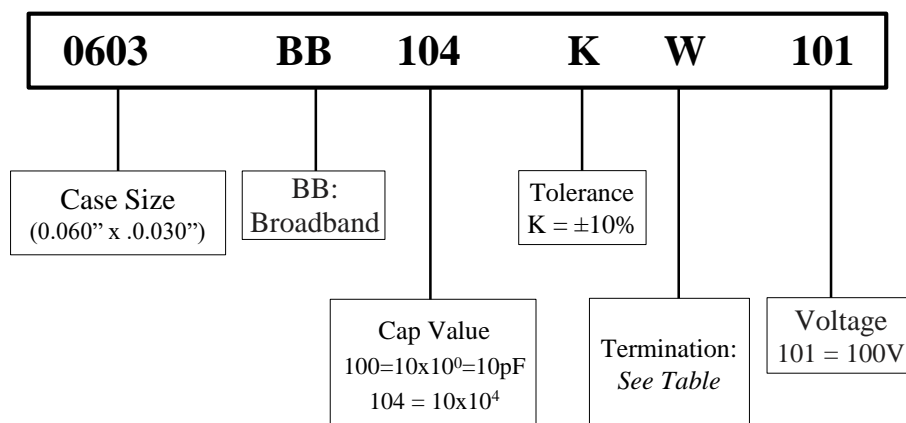 0603 BB 104 K W 101
Case Size
(0.060” x .0.030”)
BB:
Broadband
Cap Value
100=10x10⁰=10pF
104 = 10x10⁴
Tolerance
K = ±10%
Termination:
See Table
Voltage
101 = 100V